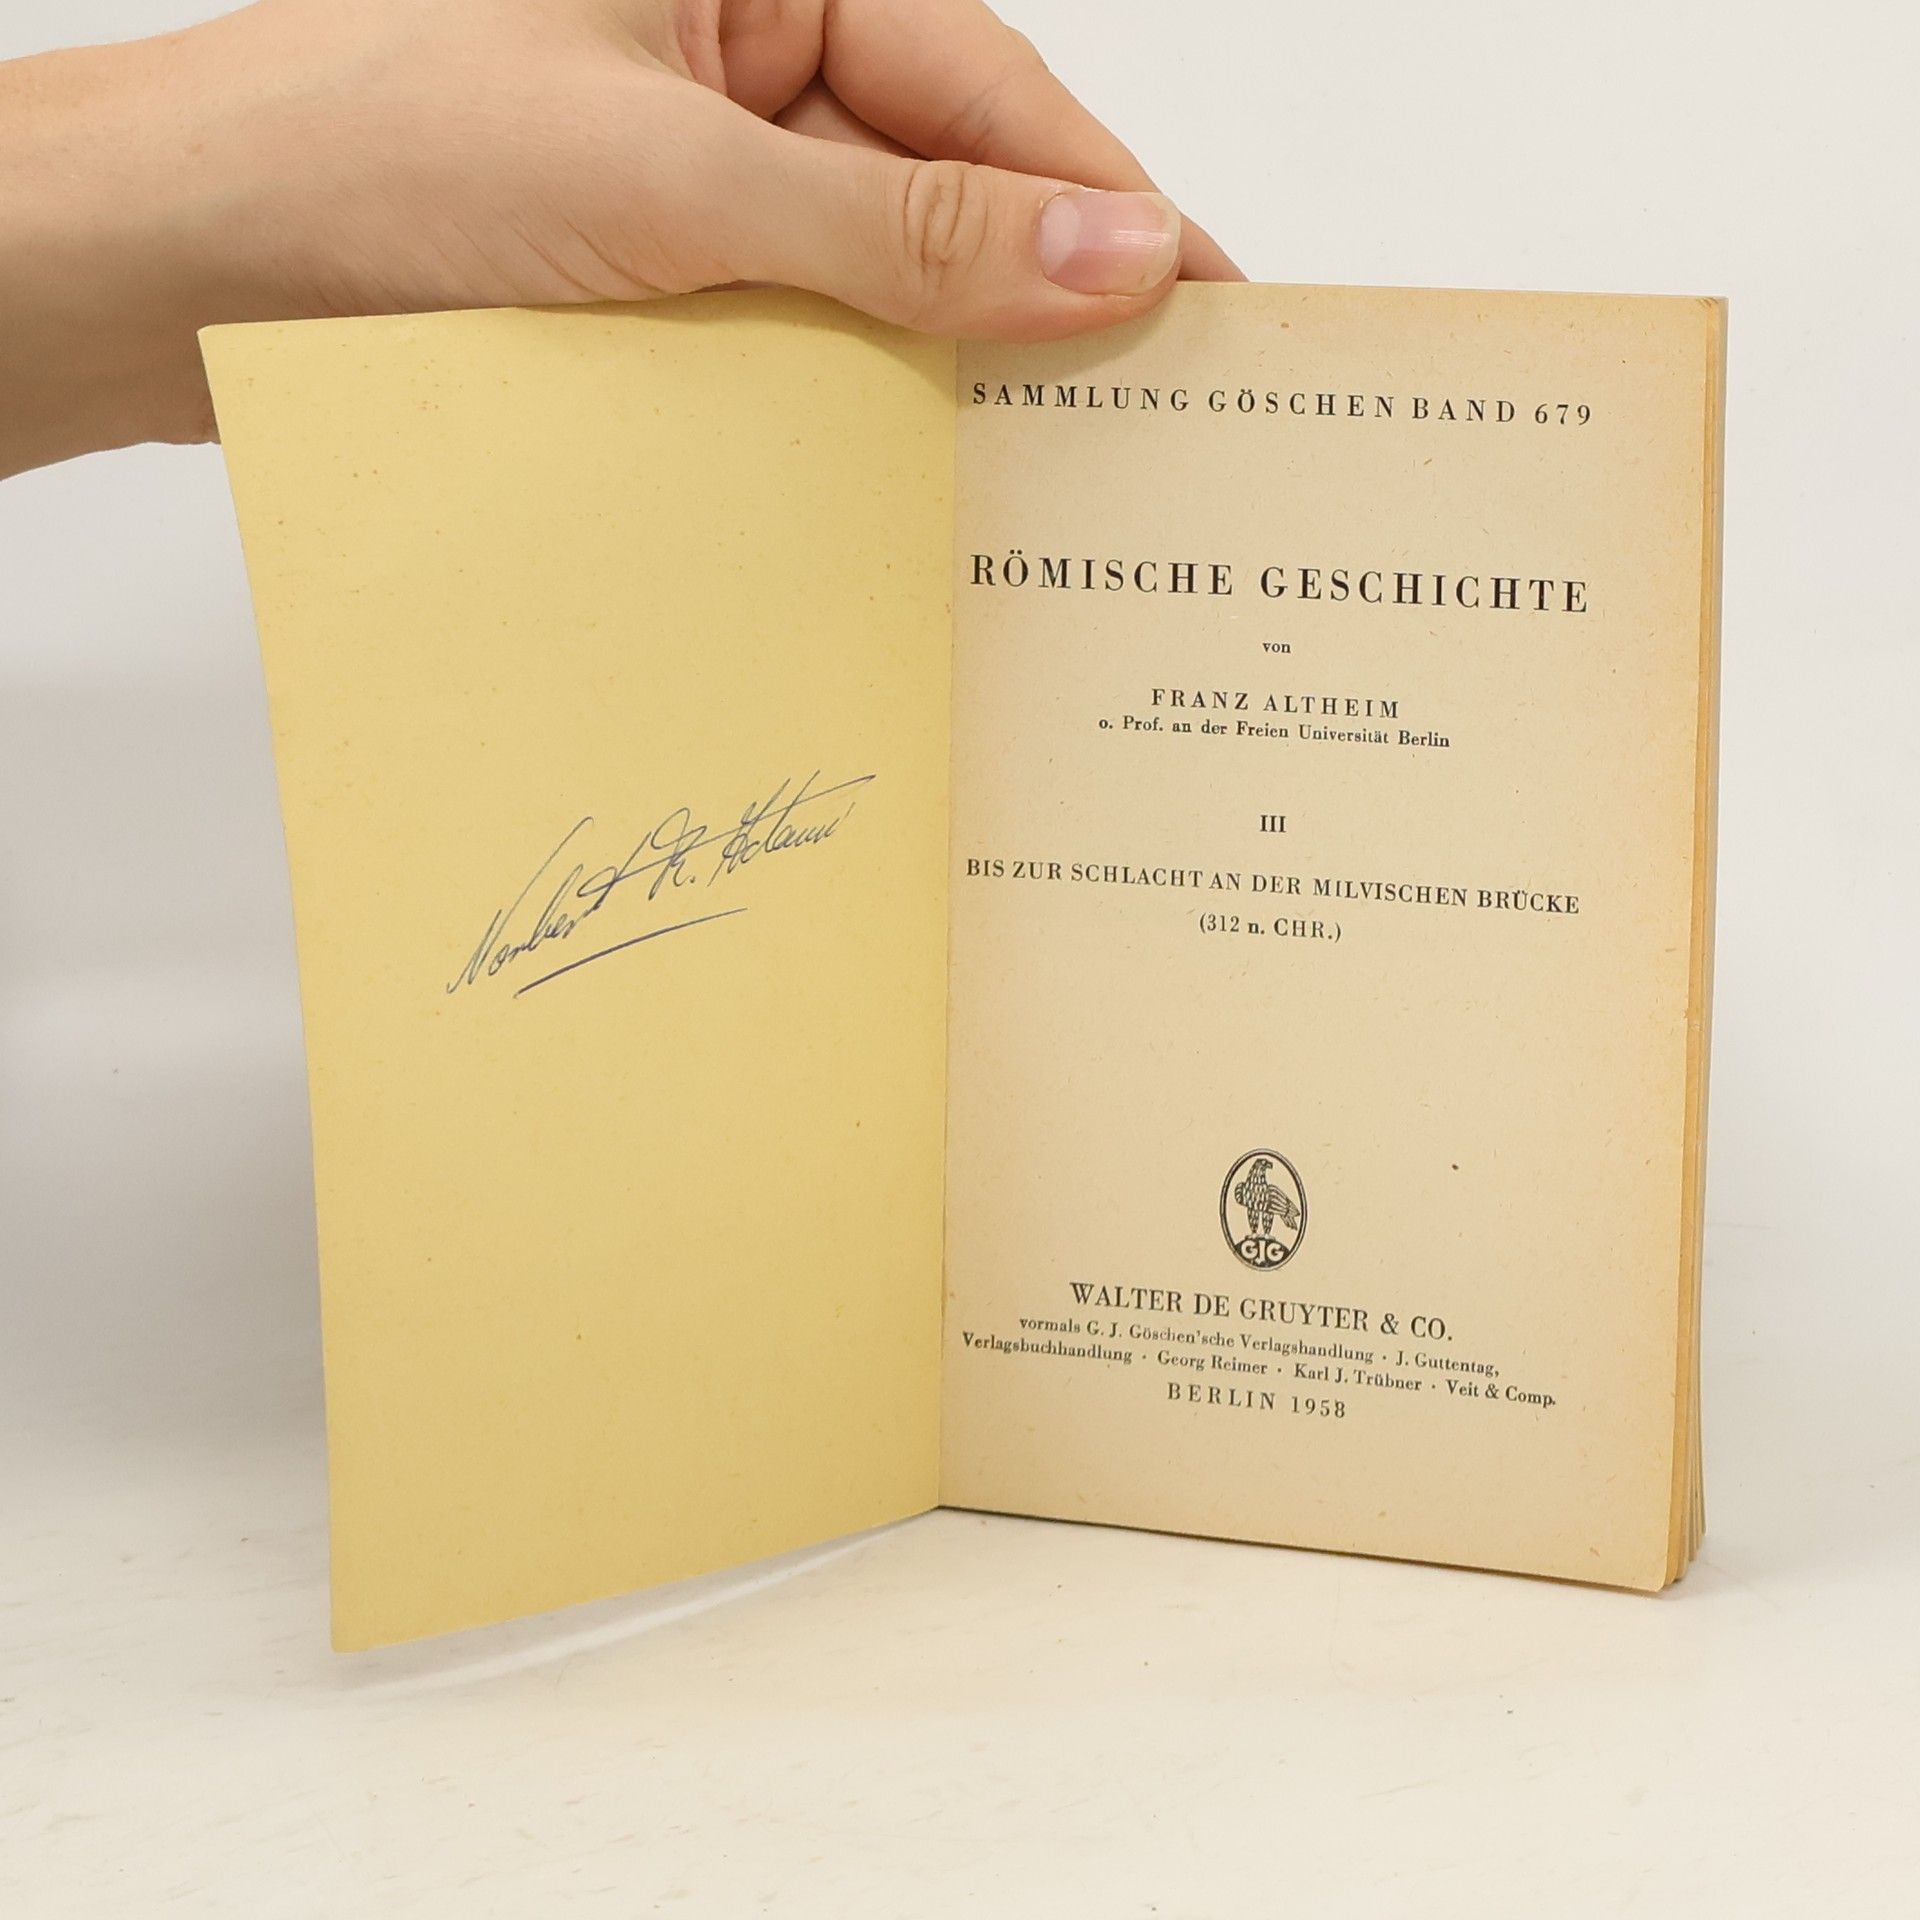 Norbert
SAMMLUNG GÖSCHEN BAND 679
RÖMISCHE GESCHICHTE
von
FRANZ ALTHEIM
o. Prof. an der Freien Universität Berlin
III
BIS ZUR SCHLACHT AN DER MILVISCHEN BRÜCKE
(312 n. CHR.)
GJG
WALTER DE GRUYTER & CO.
vormals G. J. Göschen'sche Verlagshandlung · J. Guttentag,
Verlagsbuchhandlung · Georg Reimer · Karl J. Trübner · Veit & Comp.
BERLIN 1958